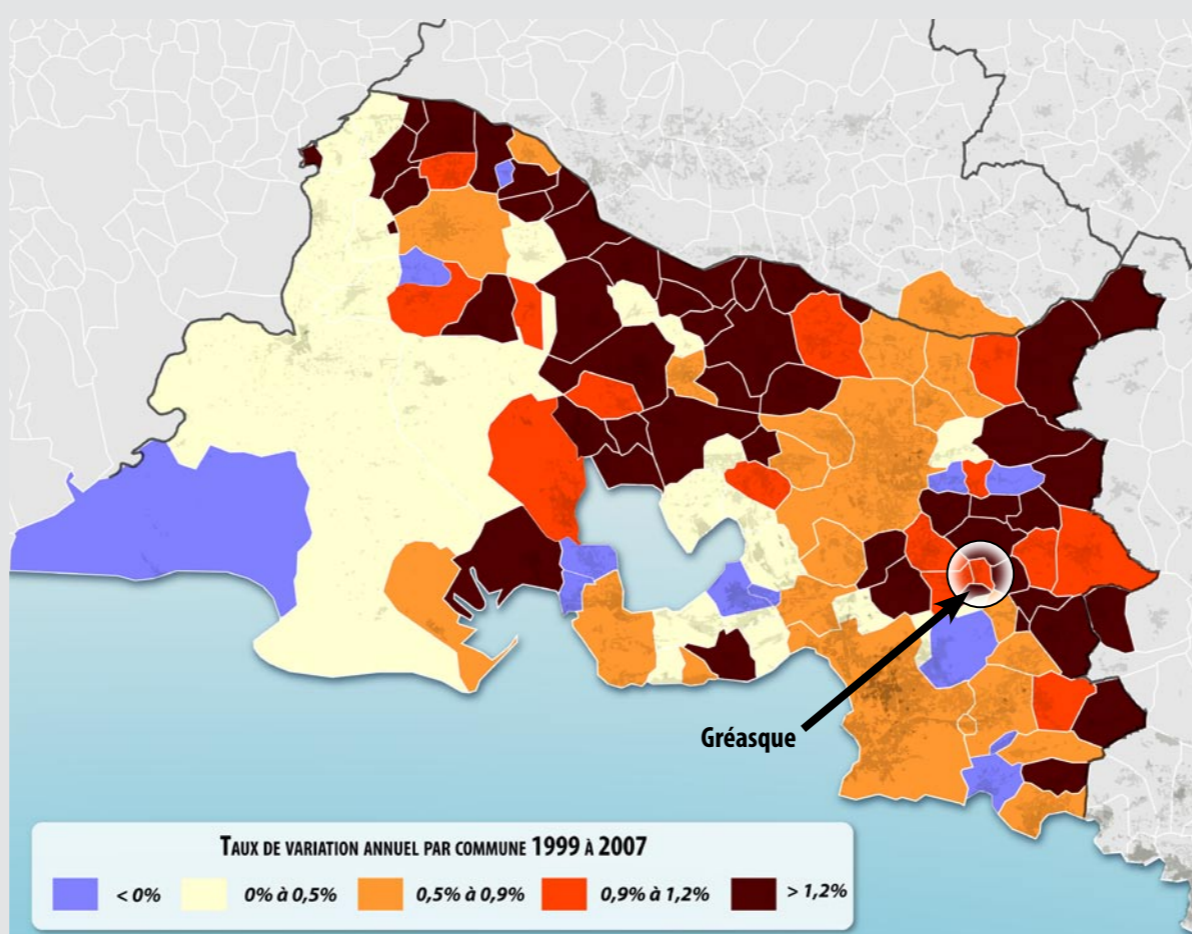 Gréasque
TAUX DE VARIATION ANNUEL PAR COMMUNE 1999 À 2007
< 0% 0% à 0,5% 0,5% à 0,9% 0,9% à 1,2% > 1,2%